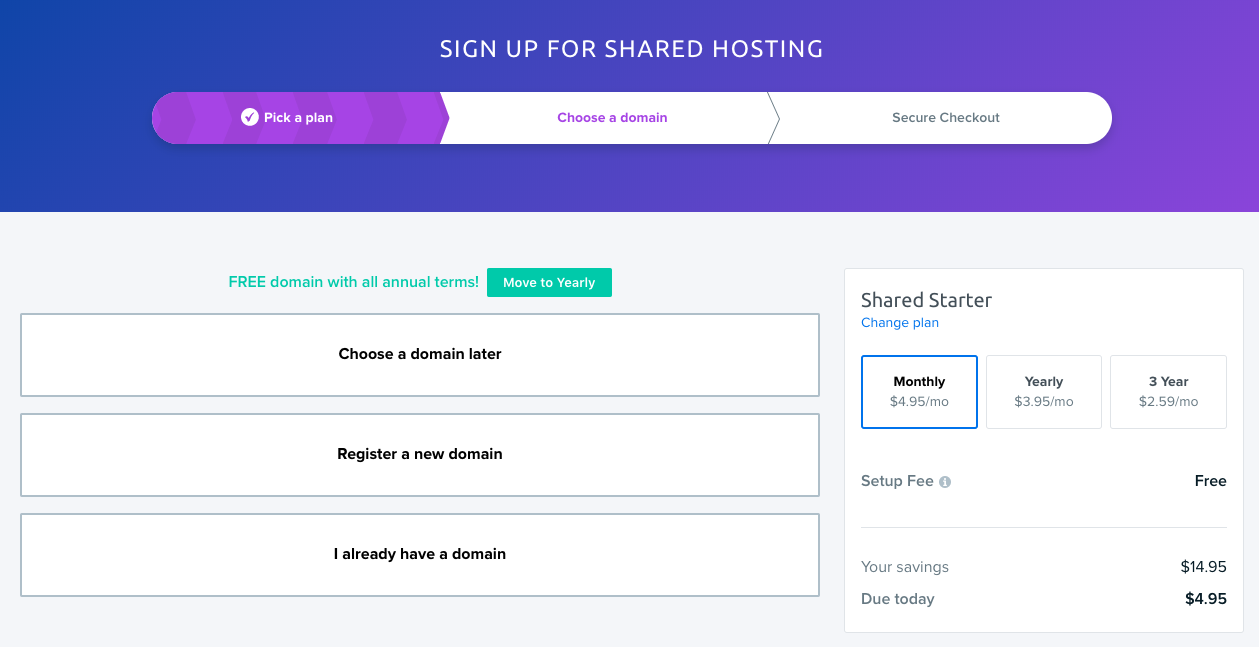 SIGN UP FOR SHARED HOSTING
Pick a plan
Choose a domain
Secure Checkout
FREE domain with all annual terms!
Move to Yearly
Choose a domain later
Register a new domain
I already have a domain
Shared Starter
Change plan
Monthly
$4.95/mo
Yearly
$3.95/mo
3 Year
$2.59/mo
Setup Fee
Free
Your savings
$14.95
Due today
$4.95